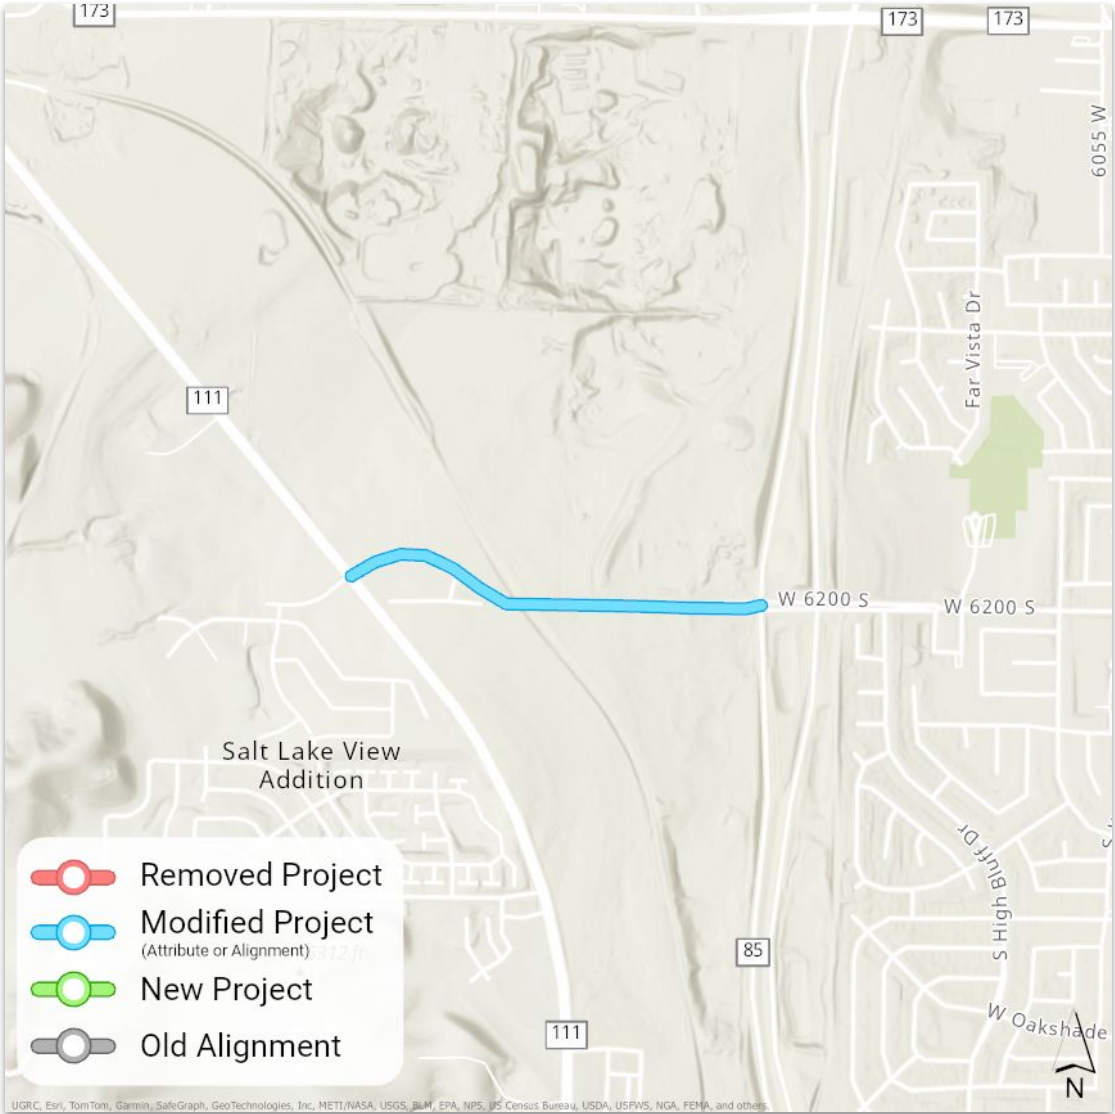 173
173
173
6055 W
Far Vista Dr
111
W 6200 S
W 6200 S
Salt Lake View
Addition
S High Bluff Dr
85
111
W Oakshade
N
Removed Project
Modified Project
(Attribute or Alignment)
5312 ft
New Project
Old Alignment
UGRC, Esri, TomTom, Garmin, SafeGraph, GeoTechnologies, Inc, METI/NASA, USGS, BLM, EPA, NPS, US Census Bureau, USDA, USFWS, NGA, FEMA, and others.